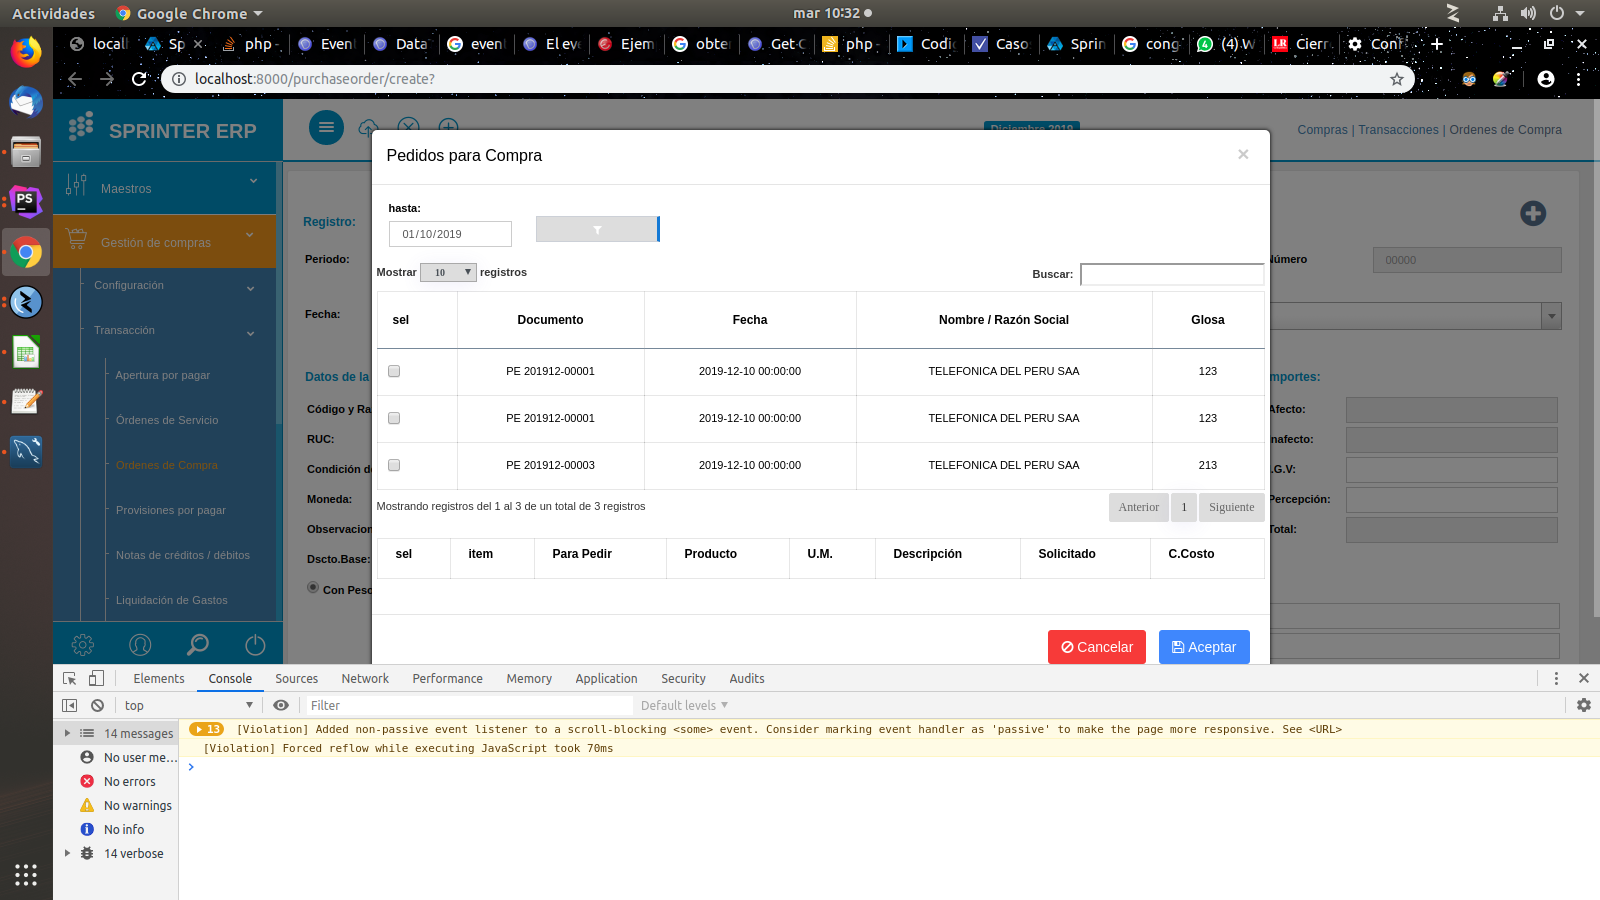 Actividades
Google Chrome
mar 10:32
Sp
php
Even
Data
even
El eve
Ejem
obte
Get-C
php
Codi
Caso
Sprin
cong
(4) W
Cierr
localhost:8000/purchaseorder/create?
SPRINTER ERP
Diciembre 2019
Compras | Transacciones | Ordenes de Compra
Maestros
Gestión de compras
Configuración
Transacción
Apertura por pagar
Órdenes de Servicio
Ordenes de Compra
Provisiones por pagar
Notas de créditos / débitos
Liquidación de Gastos
Registro:
Periodo:
Número
00000
Fecha:
Datos de la
Código y Ra
RUC:
Condición de
Moneda:
Observacion
Dscto.Base:
Con Peso
mportes:
Afecto:
nafecto:
.G.V:
Percepción:
Total:
Pedidos para Compra
×
hasta:
01/10/2019
Mostrar 10 registros
Buscar:
sel Documento Fecha Nombre / Razón Social Glosa
PE 201912-00001 2019-12-10 00:00:00 TELEFONICA DEL PERU SAA 123
PE 201912-00001 2019-12-10 00:00:00 TELEFONICA DEL PERU SAA 123
PE 201912-00003 2019-12-10 00:00:00 TELEFONICA DEL PERU SAA 213
Mostrando registros del 1 al 3 de un total de 3 registros
Anterior 1 Siguiente
sel item Para Pedir Producto U.M. Descripción Solicitado C.Costo
Cancelar Aceptar
Elements Console Sources Network Performance Memory Application Security Audits
top
Filter
Default levels
14 messages
No user me...
No errors
No warnings
No info
14 verbose
13 [Violation] Added non-passive event listener to a scroll-blocking <some> event. Consider marking event handler as 'passive' to make the page more responsive. See <URL>
[Violation] Forced reflow while executing JavaScript took 70ms